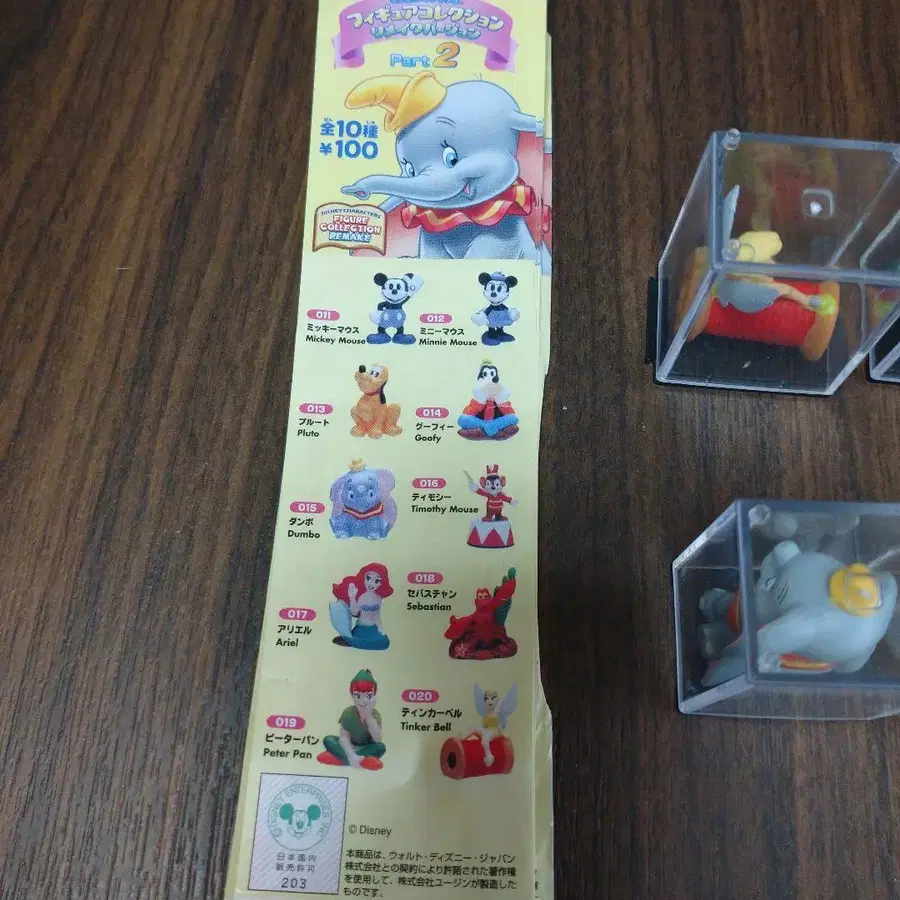 フィギュアコレクション
リメイクバージョン
Part 2
ぜん しゅ
全10種
¥100
DISNEY CHARACTERS
FIGURE
COLLECTION
REMAKE
011
ミッキーマウス
Mickey Mouse
012
ミニーマウス
Minnie Mouse
013
プルート
Pluto
014
グーフィー
Goofy
015
ダンボ
Dumbo
016
ティモシー
Timothy Mouse
017
アリエル
Ariel
018
セバスチャン
Sebastian
019
ピーターパン
Peter Pan
020
ティンカーベル
Tinker Bell
© DISNEY ENTERPRISES, INC.
日本国内
販売許可
203
© Disney
本商品は、ウォルト・ディズニー・ジャパン
株式会社との契約により許諾された著作権
を使用して、株式会社ユージンが製造した
ものです。